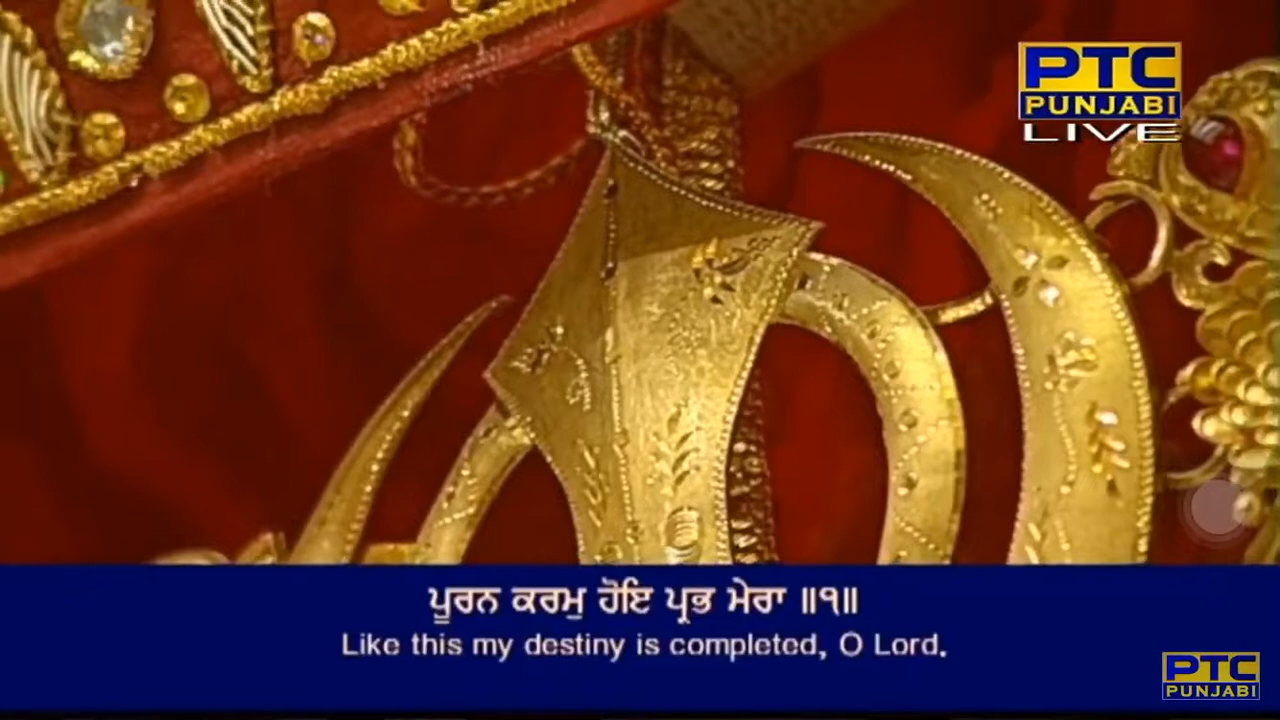 PTC
PUNJABI
LIVE
ਪੂਰਨ ਕਰਮੁ ਹੋਇ ਪ੍ਰਭ ਮੇਰਾ ॥੧॥
Like this my destiny is completed, O Lord.
PTC
PUNJABI